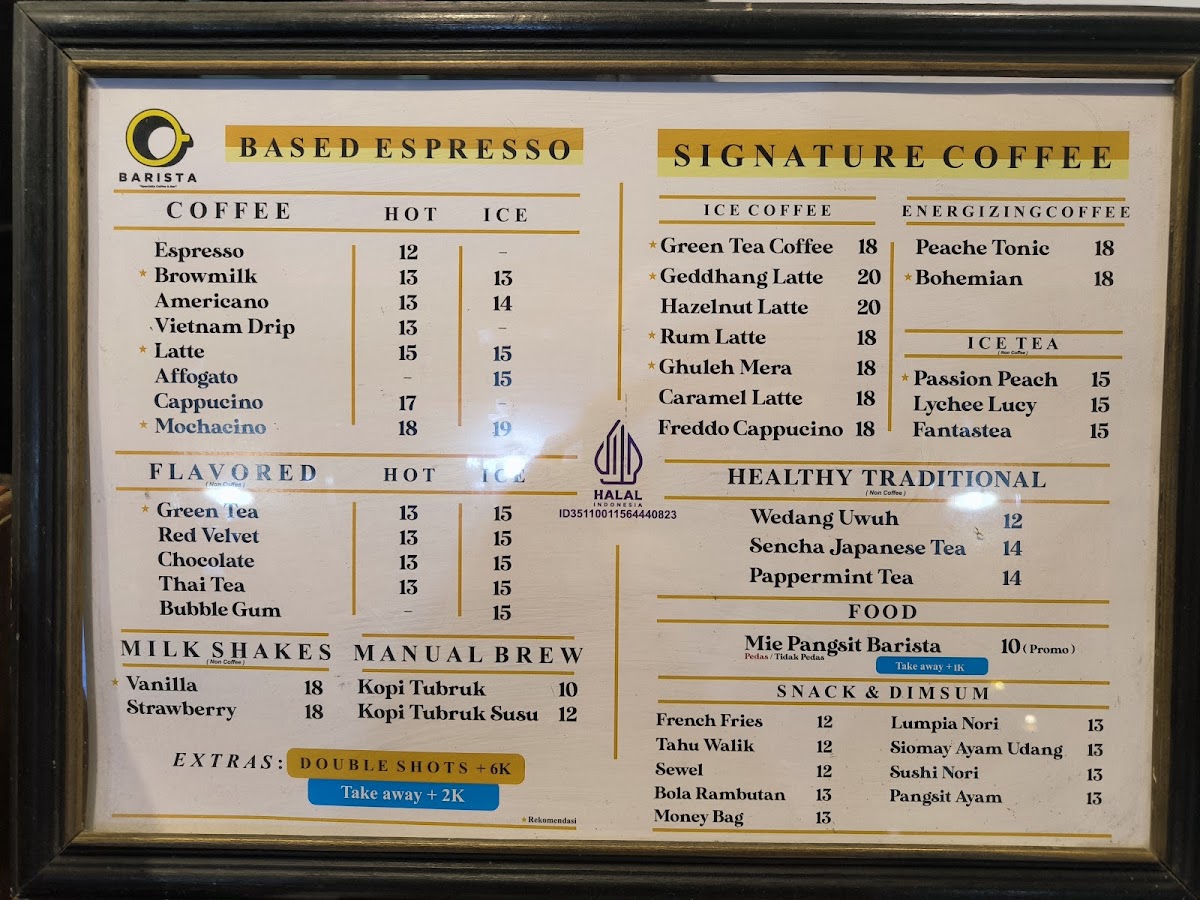 BARISTA
"Speciality Coffee & Bar"
BASED ESPRESSO
COFFEE HOT ICE
Espresso 12 –
★ Browmilk 13 13
Americano 13 14
Vietnam Drip 13 –
★ Latte 15 15
Affogato – 15
Cappucino 17 –
★ Mochacino 18 19
FLAVORED HOT ICE
( Non Coffee )
★ Green Tea 13 15
Red Velvet 13 15
Chocolate 13 15
Thai Tea 13 15
Bubble Gum – 15
MILK SHAKES
( Non Coffee )
★ Vanilla 18
Strawberry 18
MANUAL BREW
Kopi Tubruk 10
Kopi Tubruk Susu 12
EXTRAS: DOUBLE SHOTS + 6K
Take away + 2K
★ Rekomendasi
HALAL
INDONESIA
ID35110011564440823
SIGNATURE COFFEE
ICE COFFEE
★ Green Tea Coffee 18
★ Geddhang Latte 20
Hazelnut Latte 20
★ Rum Latte 18
★ Ghuleh Mera 18
Caramel Latte 18
Freddo Cappucino 18
ENERGIZINGCOFFEE
Peache Tonic 18
★ Bohemian 18
ICE TEA
( Non Coffee )
★ Passion Peach 15
Lychee Lucy 15
Fantastea 15
HEALTHY TRADITIONAL
( Non Coffee )
Wedang Uwuh 12
Sencha Japanese Tea 14
Pappermint Tea 14
FOOD
Mie Pangsit Barista 10 ( Promo )
Pedas / Tidak Pedas
Take away + 1K
SNACK & DIMSUM
French Fries 12
Tahu Walik 12
Sewel 12
Bola Rambutan 13
Money Bag 13
Lumpia Nori 13
Siomay Ayam Udang 13
Sushi Nori 13
Pangsit Ayam 13